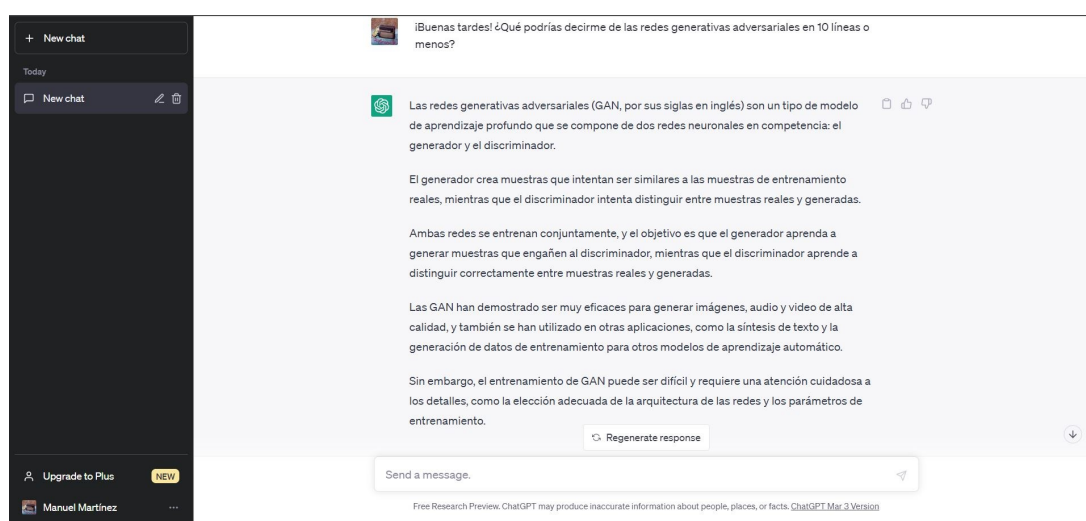 + New chat
Today
New chat
Upgrade to Plus NEW
Manuel Martínez ...
¡Buenas tardes! ¿Qué podrías decirme de las redes generativas adversariales en 10 líneas o
menos?
Las redes generativas adversariales (GAN, por sus siglas en inglés) son un tipo de modelo
de aprendizaje profundo que se compone de dos redes neuronales en competencia: el
generador y el discriminador.
El generador crea muestras que intentan ser similares a las muestras de entrenamiento
reales, mientras que el discriminador intenta distinguir entre muestras reales y generadas.
Ambas redes se entrenan conjuntamente, y el objetivo es que el generador aprenda a
generar muestras que engañen al discriminador, mientras que el discriminador aprende a
distinguir correctamente entre muestras reales y generadas.
Las GAN han demostrado ser muy eficaces para generar imágenes, audio y video de alta
calidad, y también se han utilizado en otras aplicaciones, como la síntesis de texto y la
generación de datos de entrenamiento para otros modelos de aprendizaje automático.
Sin embargo, el entrenamiento de GAN puede ser difícil y requiere una atención cuidadosa a
los detalles, como la elección adecuada de la arquitectura de las redes y los parámetros de
entrenamiento.
Regenerate response
Send a message.
Free Research Preview. ChatGPT may produce inaccurate information about people, places, or facts. ChatGPT Mar 3 Version